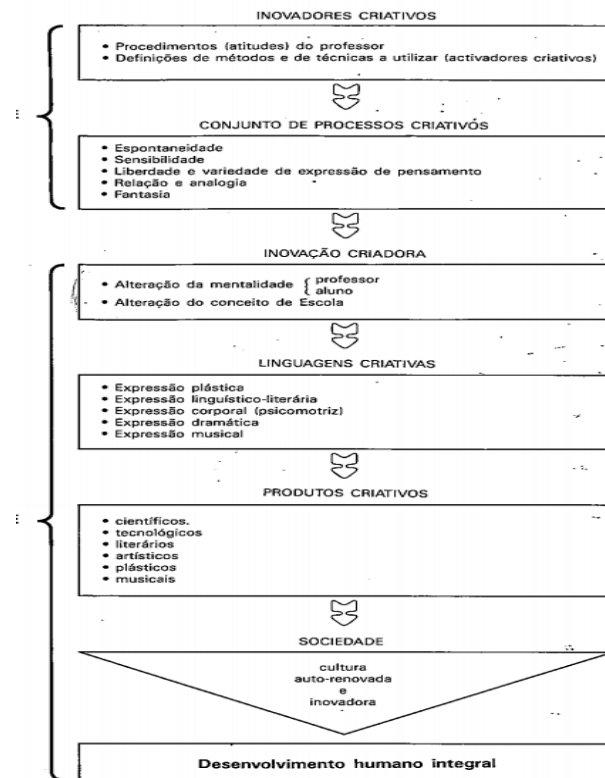 INOVADORES CRIATIVOS
• Procedimentos (atitudes) do professor
• Definições de métodos e de técnicas a utilizar (activadores criativos)
CONJUNTO DE PROCESSOS CRIATIVOS
• Espontaneidade
• Sensibilidade
• Liberdade e variedade de expressão de pensamento
• Relação e analogia
• Fantasia
INOVAÇÃO CRIADORA
• Alteração da mentalidade { professor
aluno
• Alteração do conceito de Escola
LINGUAGENS CRIATIVAS
• Expressão plástica
• Expressão linguístico-literária
• Expressão corporal (psicomotriz)
• Expressão dramática
• Expressão musical
PRODUTOS CRIATIVOS
• científicos.
• tecnológicos
• literários
• artísticos
• plásticos
• musicais
SOCIEDADE
cultura
auto-renovada
e
inovadora
Desenvolvimento humano integral